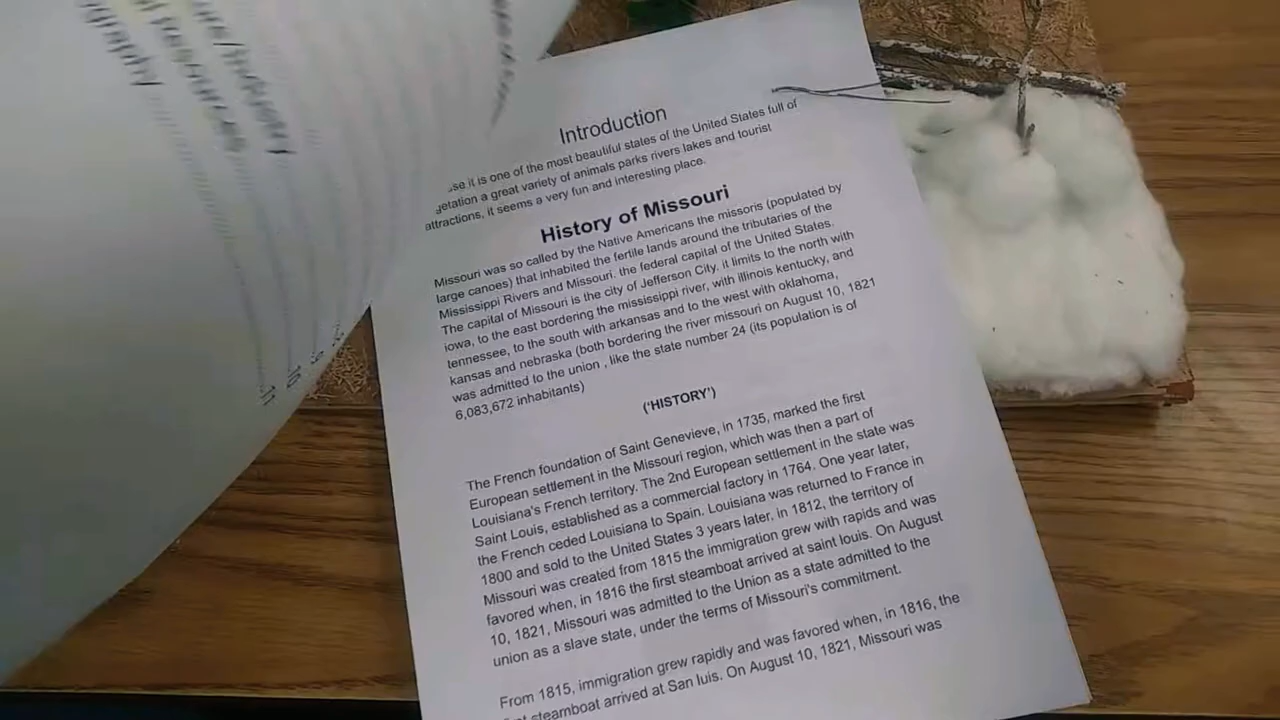 Introduction
it is one of the most beautiful states of the United States full of
a great variety of animals parks rivers lakes and tourist
attractions, it seems a very fun and interesting place.
History of Missouri
Missouri was so called by the Native Americans the missoris (populated by
large canoes) that inhabited the fertile lands around the tributaries of the
Mississippi Rivers and Missouri. the federal capital of the United States.
The capital of Missouri is the city of Jefferson City. it limits to the north with
iowa, to the east bordering the mississippi river, with illinois kentucky, and
tennessee, to the south with arkansas and to the west with oklahoma,
kansas and nebraska (both bordering the river missouri on August 10, 1821
was admitted to the union , like the state number 24 (its population is of
6,083,672 inhabitants)
('HISTORY')
The French foundation of Saint Genevieve, in 1735, marked the first
European settlement in the Missouri region, which was then a part of
Louisiana's French territory. The 2nd European settlement in the state was
Saint Louis, established as a commercial factory in 1764. One year later,
the French ceded Louisiana to Spain. Louisiana was returned to France in
1800 and sold to the United States 3 years later, in 1812, the territory of
Missouri was created from 1815 the immigration grew with rapids and was
favored when, in 1816 the first steamboat arrived at saint louis. On August
10, 1821, Missouri was admitted to the Union as a state admitted to the
union as a slave state, under the terms of Missouri's commitment.
From 1815, immigration grew rapidly and was favored when, in 1816, the
steamboat arrived at San luis. On August 10, 1821, Missouri was